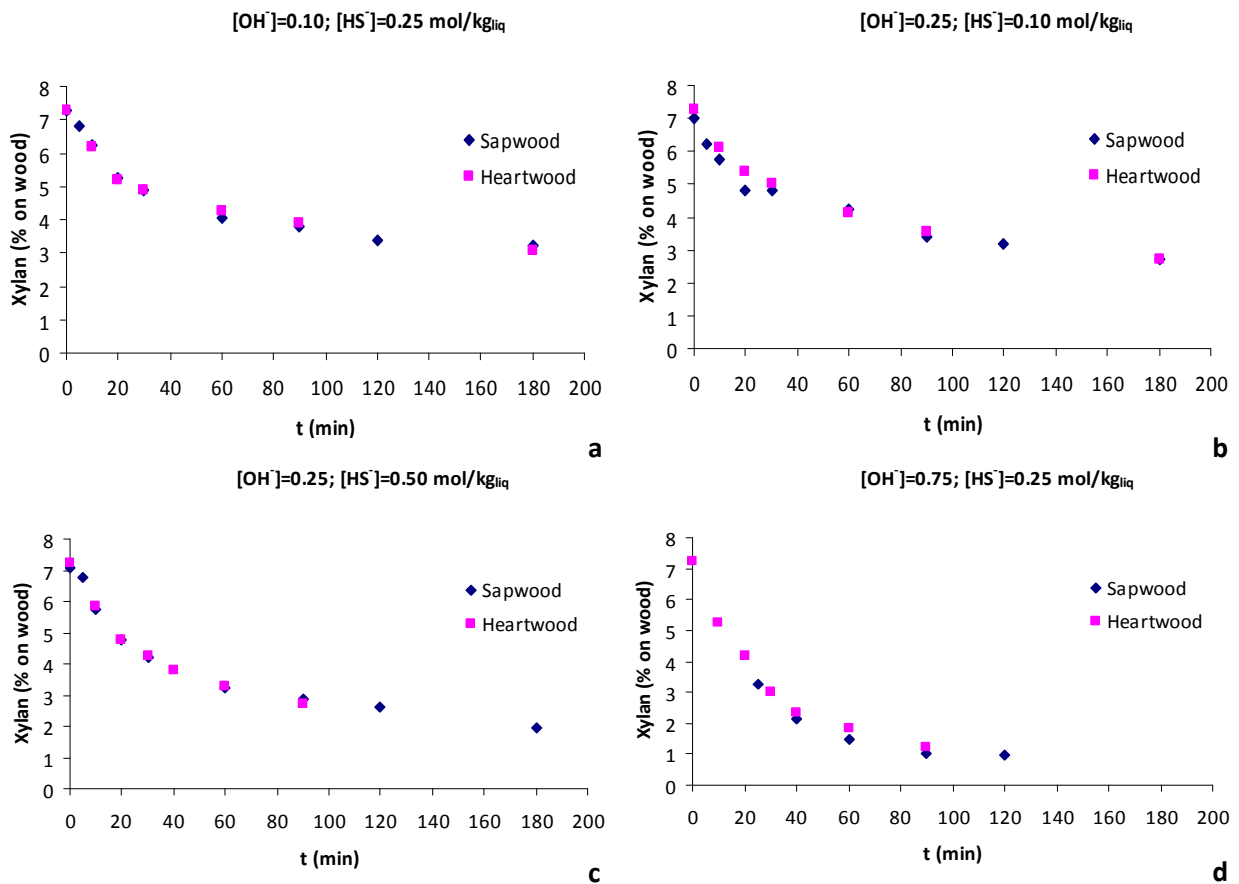 [OH⁻]=0.10; [HS⁻]=0.25 mol/kgliq
Xylan (% on wood)
8
7
6
5
4
3
2
1
0
Sapwood
Heartwood
0 20 40 60 80 100 120 140 160 180 200
t (min)
a
[OH⁻]=0.25; [HS⁻]=0.10 mol/kgliq
Xylan (% on wood)
8
7
6
5
4
3
2
1
0
Sapwood
Heartwood
0 20 40 60 80 100 120 140 160 180 200
t (min)
b
[OH⁻]=0.25; [HS⁻]=0.50 mol/kgliq
Xylan (% on wood)
8
7
6
5
4
3
2
1
0
Sapwood
Heartwood
0 20 40 60 80 100 120 140 160 180 200
t (min)
c
[OH⁻]=0.75; [HS⁻]=0.25 mol/kgliq
Xylan (% on wood)
8
7
6
5
4
3
2
1
0
Sapwood
Heartwood
0 20 40 60 80 100 120 140 160 180 200
t (min)
d